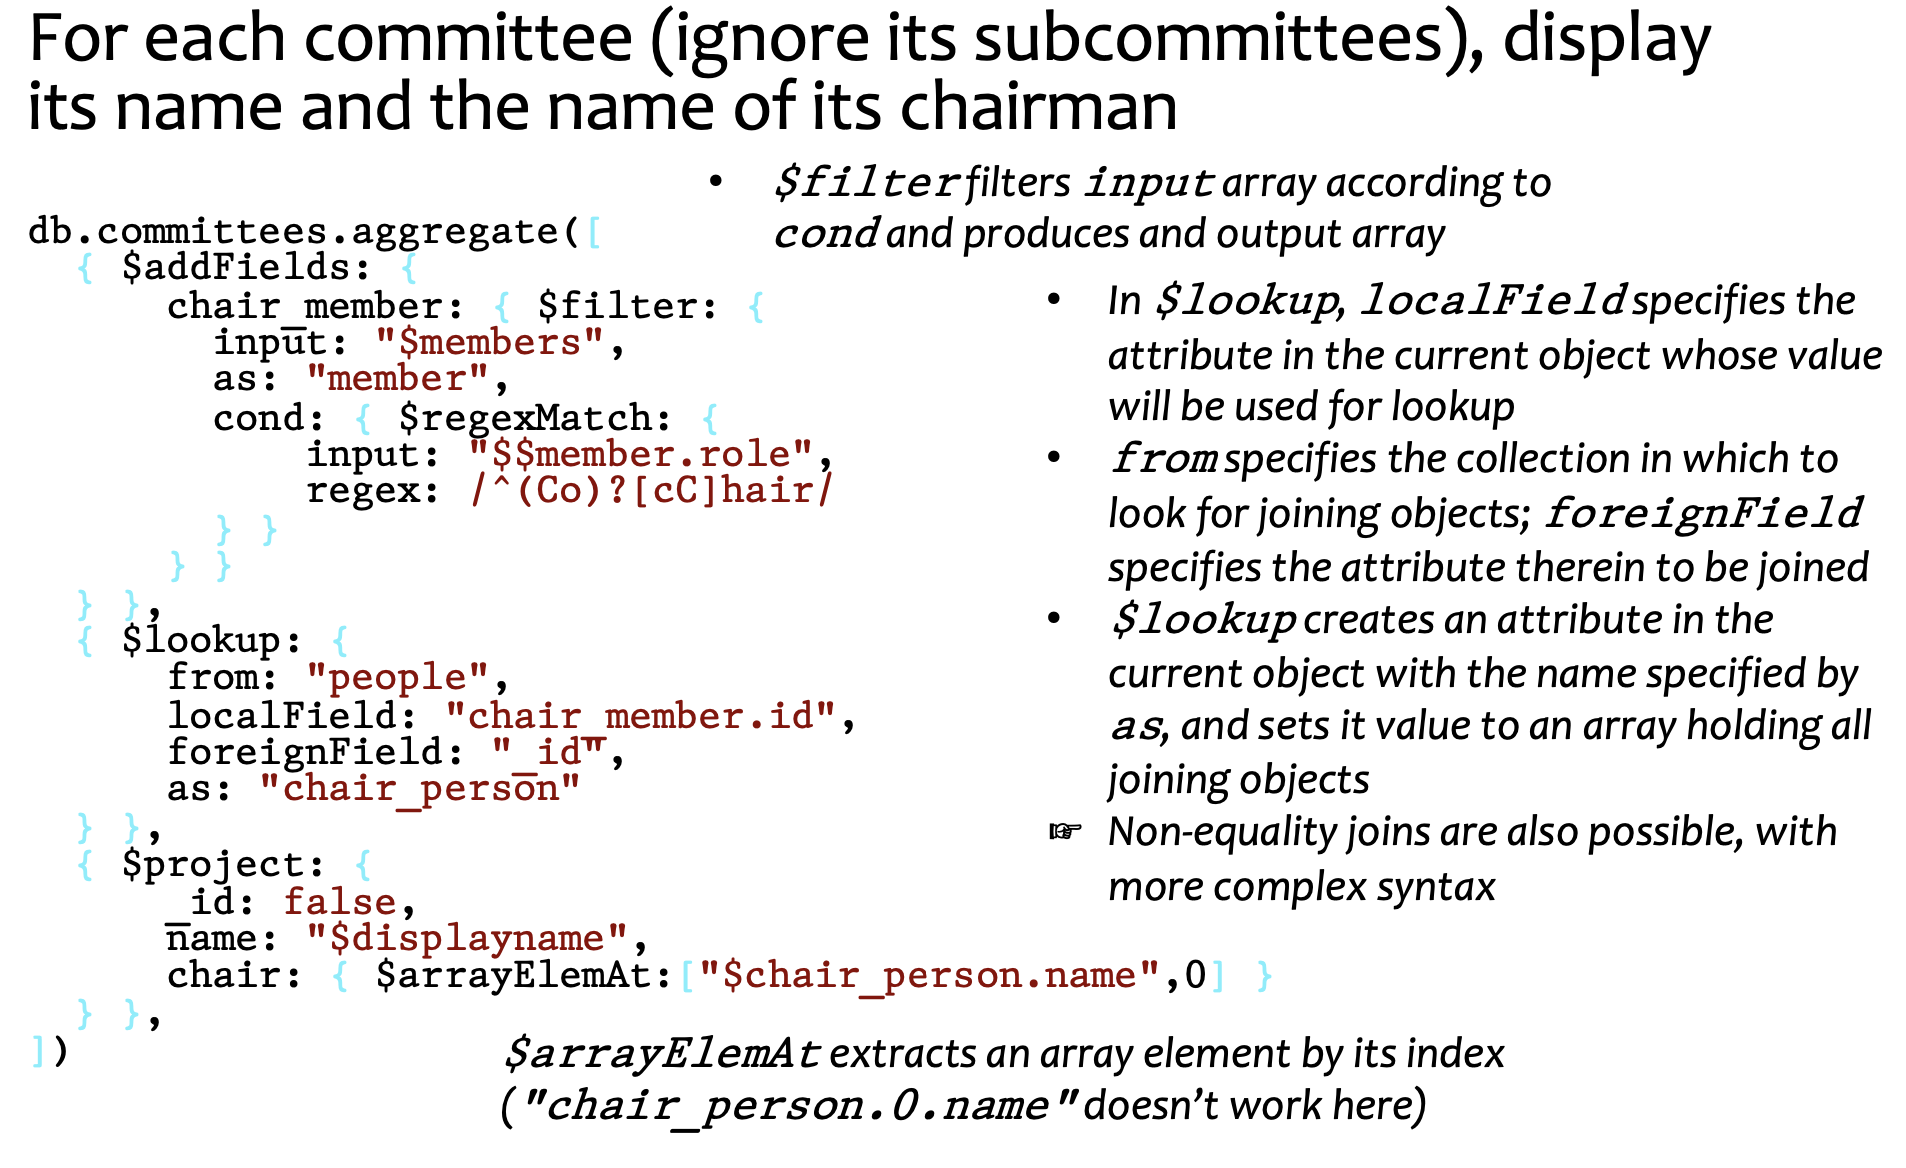 For each committee (ignore its subcommittees), display
its name and the name of its chairman
• $filter filters input array according to
cond and produces and output array
db.committees.aggregate([
{ $addFields: {
chair_member: { $filter: {
input: "$members",
as: "member",
cond: { $regexMatch: {
input: "$$member.role",
regex: /^(Co)?[cC]hair/
} }
} }
} },
{ $lookup: {
from: "people",
localField: "chair_member.id",
foreignField: "_id",
as: "chair_person"
} },
{ $project: {
_id: false,
name: "$displayname",
chair: { $arrayElemAt:["$chair_person.name",0] }
} },
])
• In $lookup, localField specifies the
attribute in the current object whose value
will be used for lookup
• from specifies the collection in which to
look for joining objects; foreignField
specifies the attribute therein to be joined
• $lookup creates an attribute in the
current object with the name specified by
as, and sets it value to an array holding all
joining objects
☞ Non-equality joins are also possible, with
more complex syntax
$arrayElemAt extracts an array element by its index
("chair_person.0.name" doesn't work here)